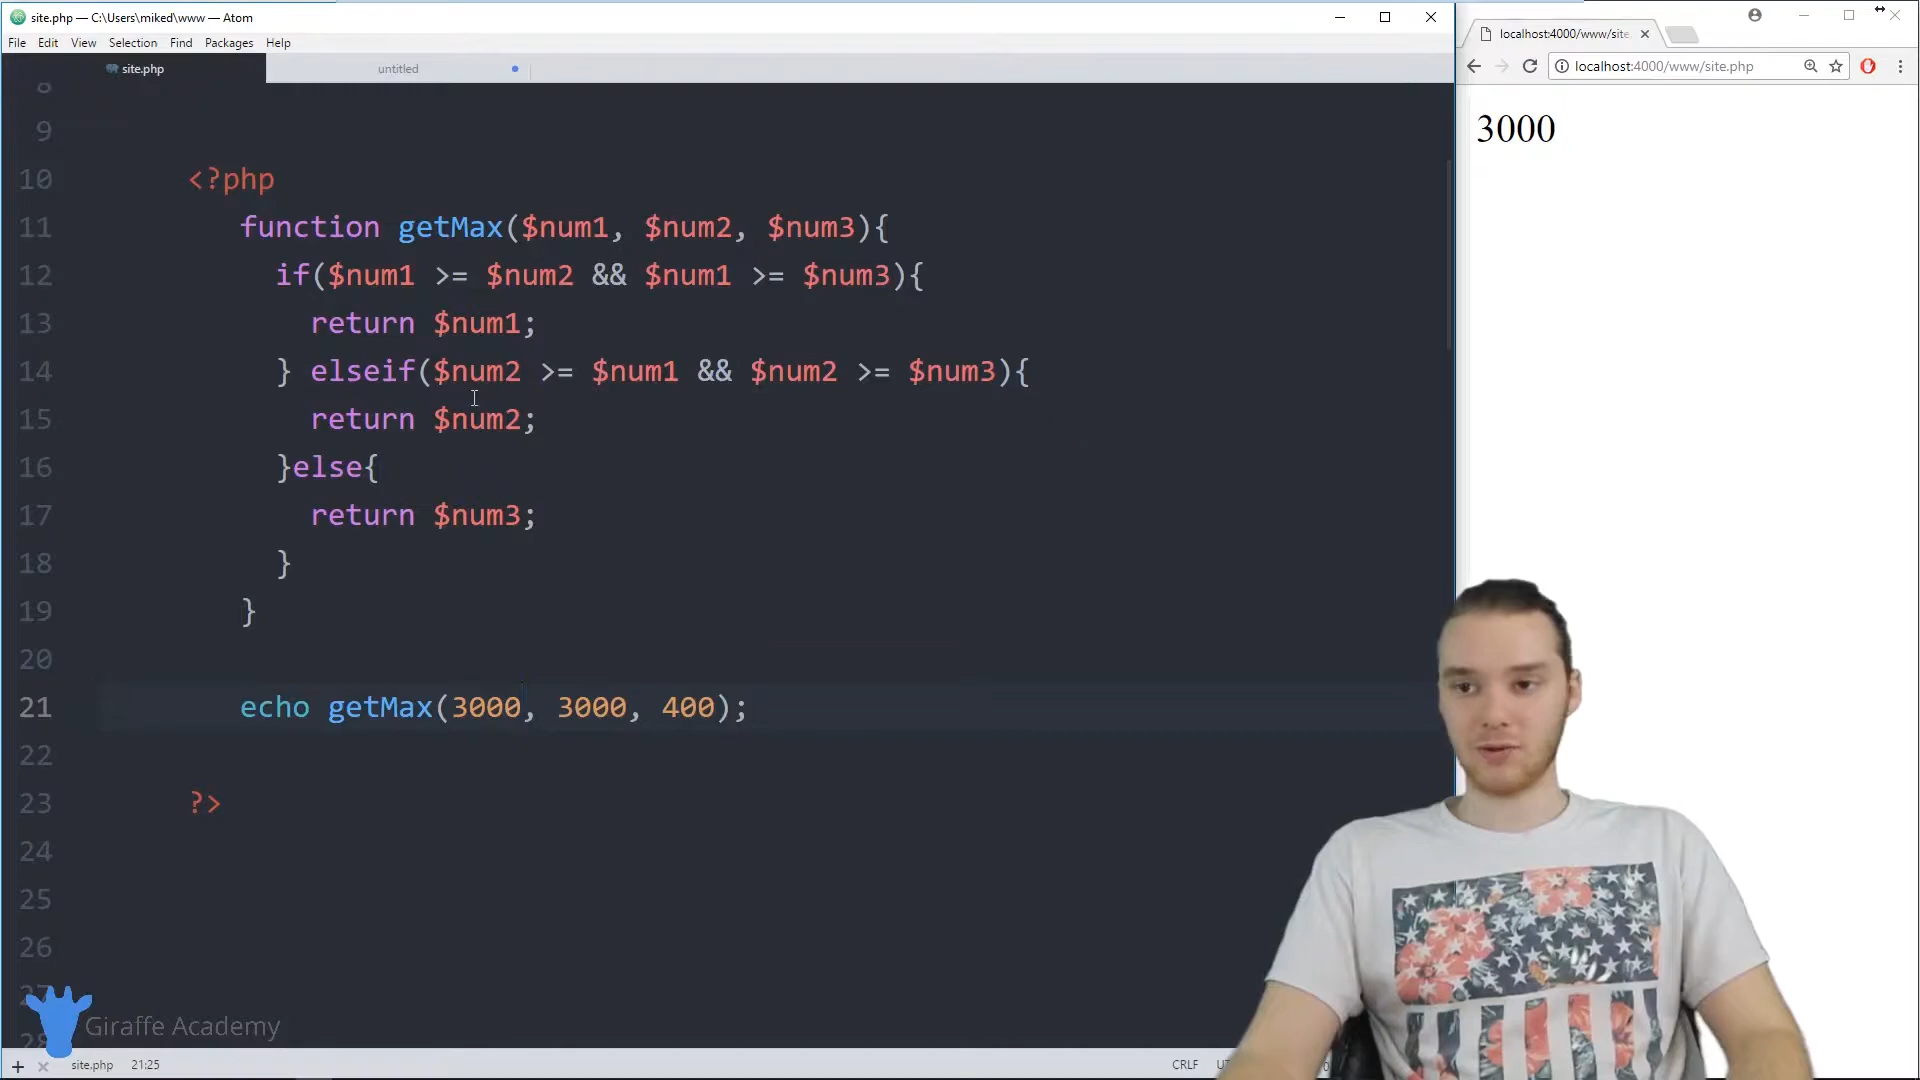 site.php — C:\Users\miked\www — Atom
File Edit View Selection Find Packages Help
site.php
untitled
8
9
10 <?php
11 function getMax($num1, $num2, $num3){
12 if($num1 >= $num2 && $num1 >= $num3){
13 return $num1;
14 } elseif($num2 >= $num1 && $num2 >= $num3){
15 return $num2;
16 }else{
17 return $num3;
18 }
19 }
20
21 echo getMax(3000, 3000, 400);
22
23 ?>
24
25
26
27
28
Giraffe Academy
site.php 21:25
CRLF
localhost:4000/www/site
localhost:4000/www/site.php
3000